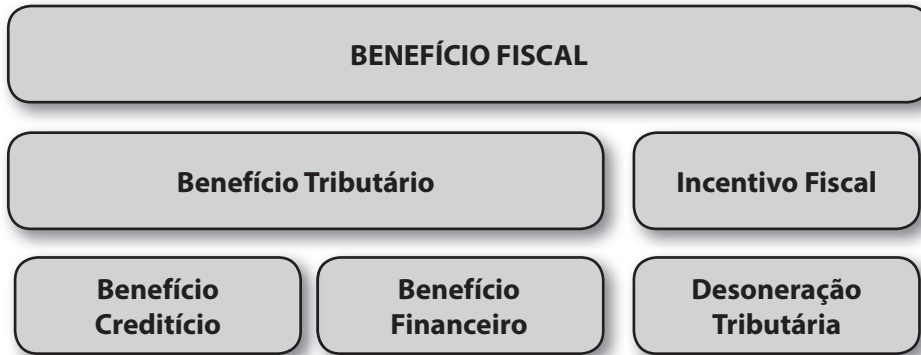 BENEFÍCIO FISCAL
Benefício Tributário
Incentivo Fiscal
Benefício
Creditício
Benefício
Financeiro
Desoneração
Tributária